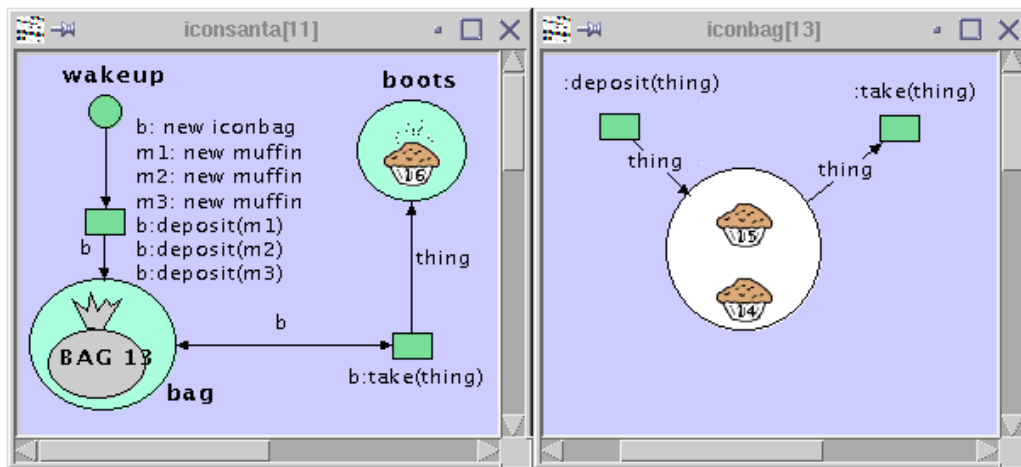 iconsanta[11]
wakeup
boots
b: new iconbag
m1: new muffin
m2: new muffin
m3: new muffin
b:deposit(m1)
b:deposit(m2)
b:deposit(m3)
b
16
thing
b
BAG 13
bag
b:take(thing)
iconbag[13]
:deposit(thing)
:take(thing)
thing
thing
15
14